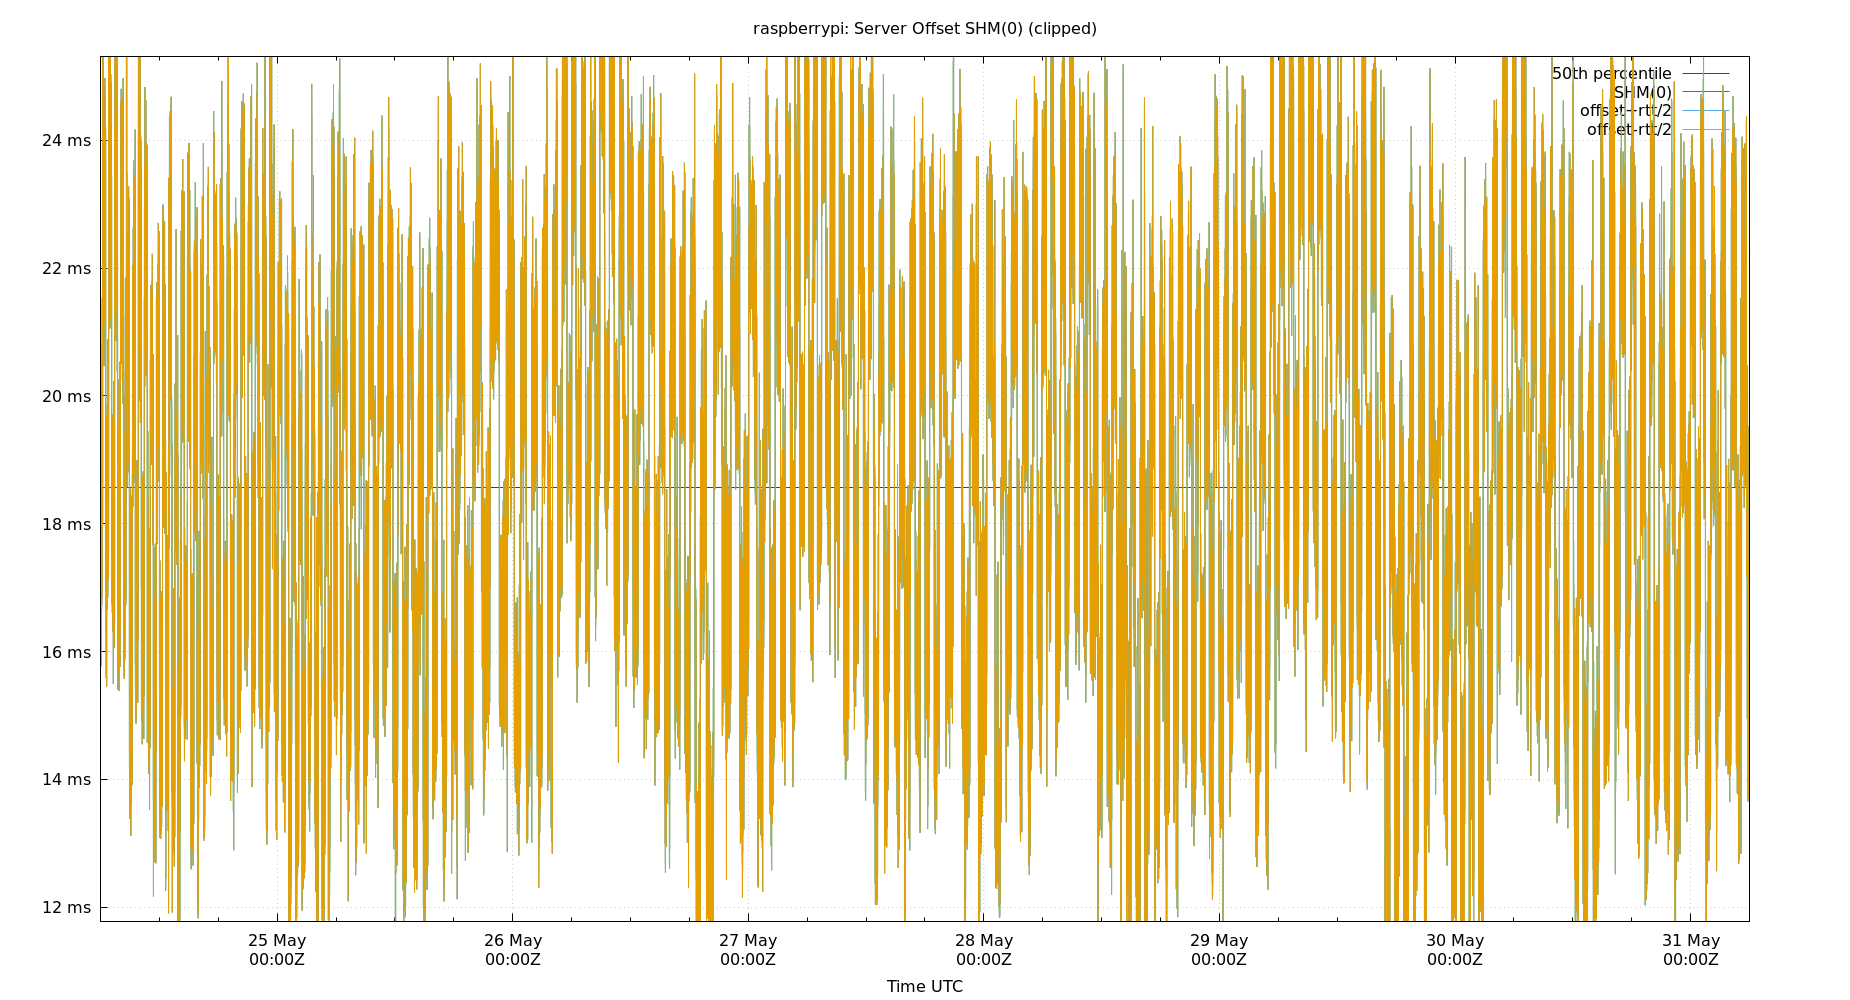 raspberrypi: Server Offset SHM(0) (clipped)
50th percentile
SHM(0)
offset+rtt/2
offset-rtt/2
24 ms
22 ms
20 ms
18 ms
16 ms
14 ms
12 ms
25 May
00:00Z
26 May
00:00Z
27 May
00:00Z
28 May
00:00Z
29 May
00:00Z
30 May
00:00Z
31 May
00:00Z
Time UTC